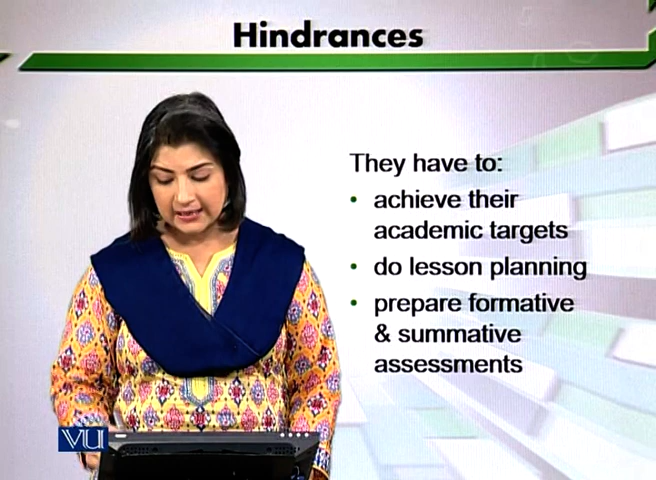 Hindrances
They have to:
• achieve their
academic targets
• do lesson planning
• prepare formative
& summative
assessments
VU